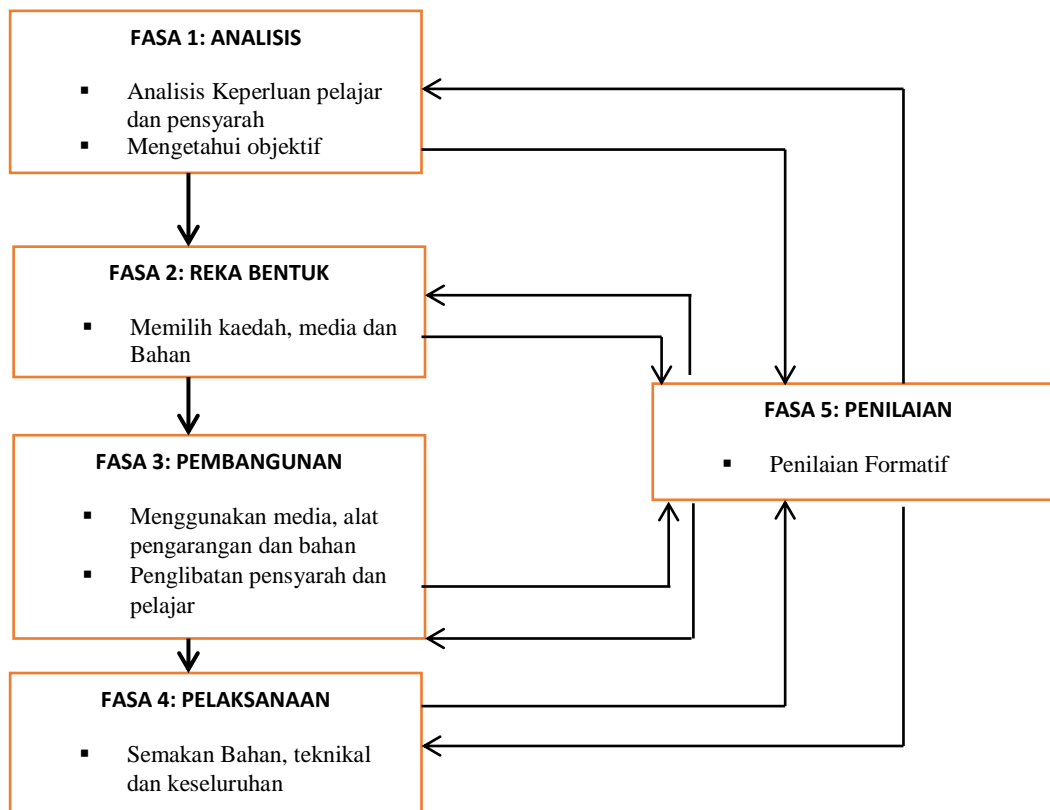 FASA 1: ANALISIS
▪ Analisis Keperluan pelajar
dan pensyarah
▪ Mengetahui objektif
FASA 2: REKA BENTUK
▪ Memilih kaedah, media dan
Bahan
FASA 5: PENILAIAN
▪ Penilaian Formatif
FASA 3: PEMBANGUNAN
▪ Menggunakan media, alat
pengarangan dan bahan
▪ Penglibatan pensyarah dan
pelajar
FASA 4: PELAKSANAAN
▪ Semakan Bahan, teknikal
dan keseluruhan